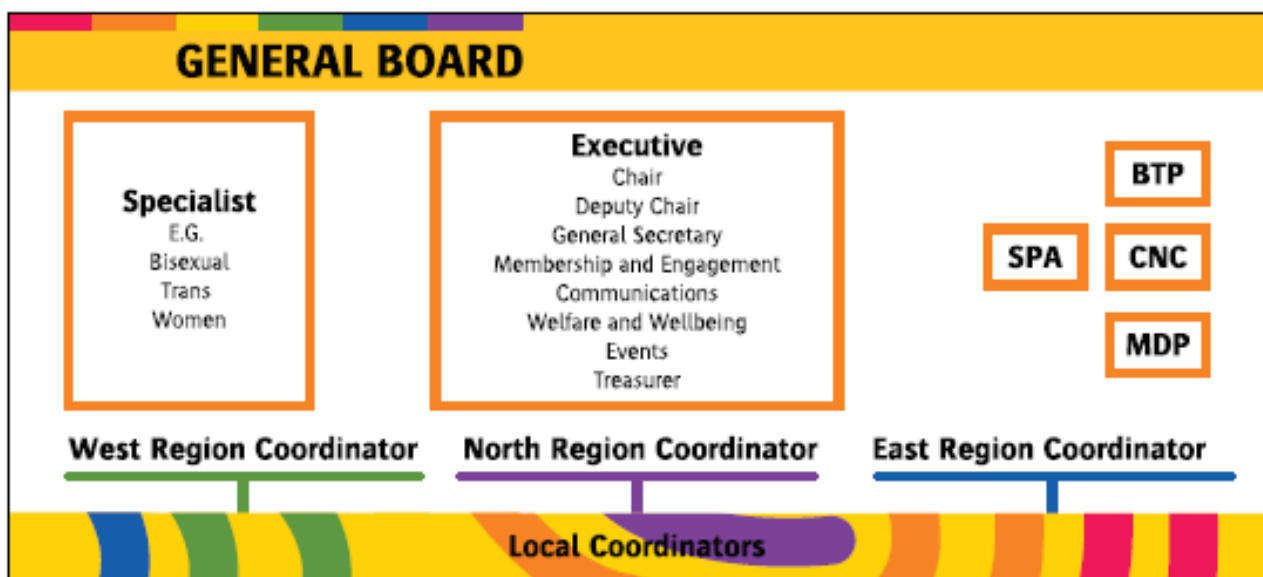 GENERAL BOARD
Specialist
E.G.
Bisexual
Trans
Women
Executive
Chair
Deputy Chair
General Secretary
Membership and Engagement
Communications
Welfare and Wellbeing
Events
Treasurer
BTP
SPA
CNC
MDP
West Region Coordinator
North Region Coordinator
East Region Coordinator
Local Coordinators